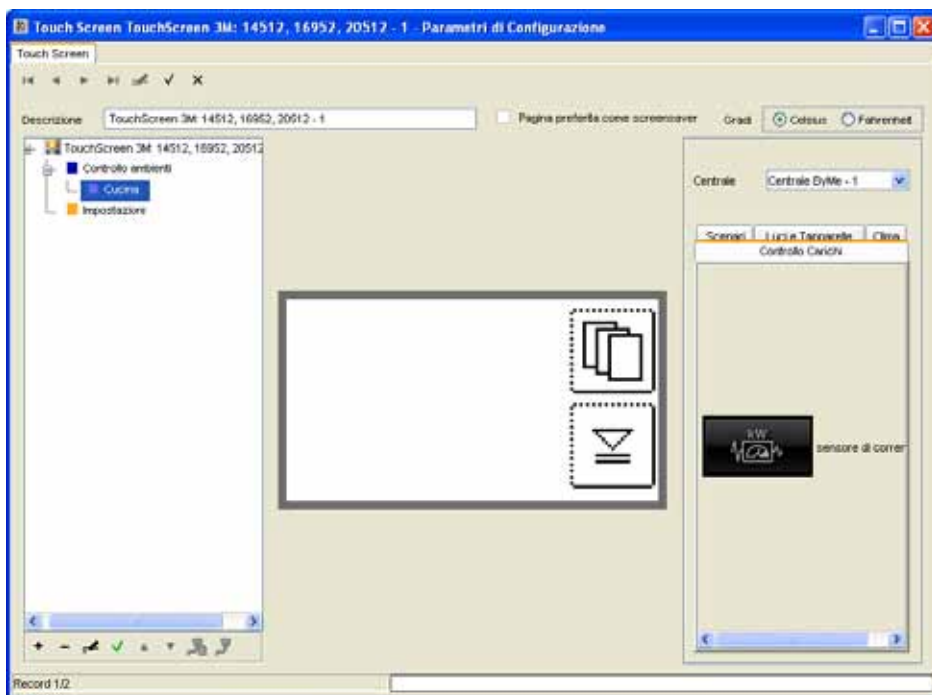 Touch Screen TouchScreen 3M: 14512, 16952, 20512 - 1 - Parametri di Configurazione
Touch Screen
Descrizione
TouchScreen 3M: 14512, 16952, 20512 - 1
Pagina preferita come screensaver
Gradi
Celsius
Fahrenheit
TouchScreen 3M: 14512, 16952, 20512
Controllo ambienti
Cucina
Impostazioni
Centrale
Centrale ByMe - 1
Scenari
Luci e Tapparelle
Clima
Controllo Carichi
kW
sensore di correr
Record 1/2